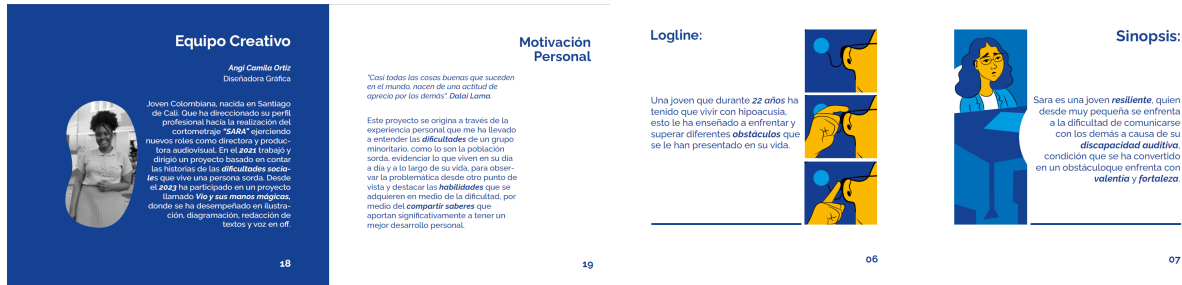 Equipo Creativo
Angi Camila Ortiz
Diseñadora Gráfica
Joven Colombiana, nacida en Santiago
de Cali. Que ha direccionado su perfil
profesional hacia la realización del
cortometraje "SARA" ejerciendo
nuevos roles como directora y produc-
tora audiovisual. En el 2021 trabajó y
dirigió un proyecto basado en contar
las historias de las dificultades socia-
les que vive una persona sorda. Desde
el 2023 ha participado en un proyecto
llamado Vio y sus manos mágicas,
donde se ha desempeñado en ilustra-
ción, diagramación, redacción de
textos y voz en off.
18
Motivación
Personal
"Casi todas las cosas buenas que suceden
en el mundo, nacen de una actitud de
aprecio por los demás". Dalai Lama.
Este proyecto se origina a través de la
experiencia personal que me ha llevado
a entender las dificultades de un grupo
minoritario, como lo son la población
sorda, evidenciar lo que viven en su día
a día y a lo largo de su vida, para obser-
var la problemática desde otro punto de
vista y destacar las habilidades que se
adquieren en medio de la dificultad, por
medio del compartir saberes que
aportan significativamente a tener un
mejor desarrollo personal.
19
Logline:
Una joven que durante 22 años ha
tenido que vivir con hipoacusia,
esto le ha enseñado a enfrentar y
superar diferentes obstáculos que
se le han presentado en su vida.
06
Sinopsis:
Sara es una joven resiliente, quien
desde muy pequeña se enfrenta
a la dificultad de comunicarse
con los demás a causa de su
discapacidad auditiva,
condición que se ha convertido
en un obstáculoque enfrenta con
valentía y fortaleza.
07